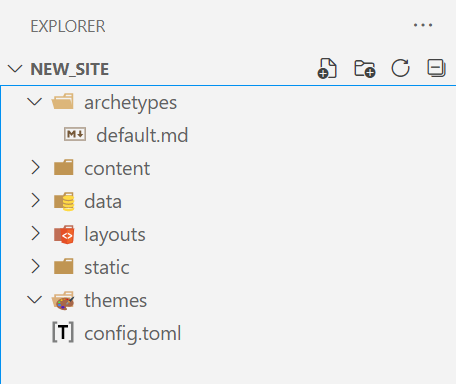 EXPLORER
NEW_SITE
archetypes
default.md
content
data
layouts
static
themes
config.toml